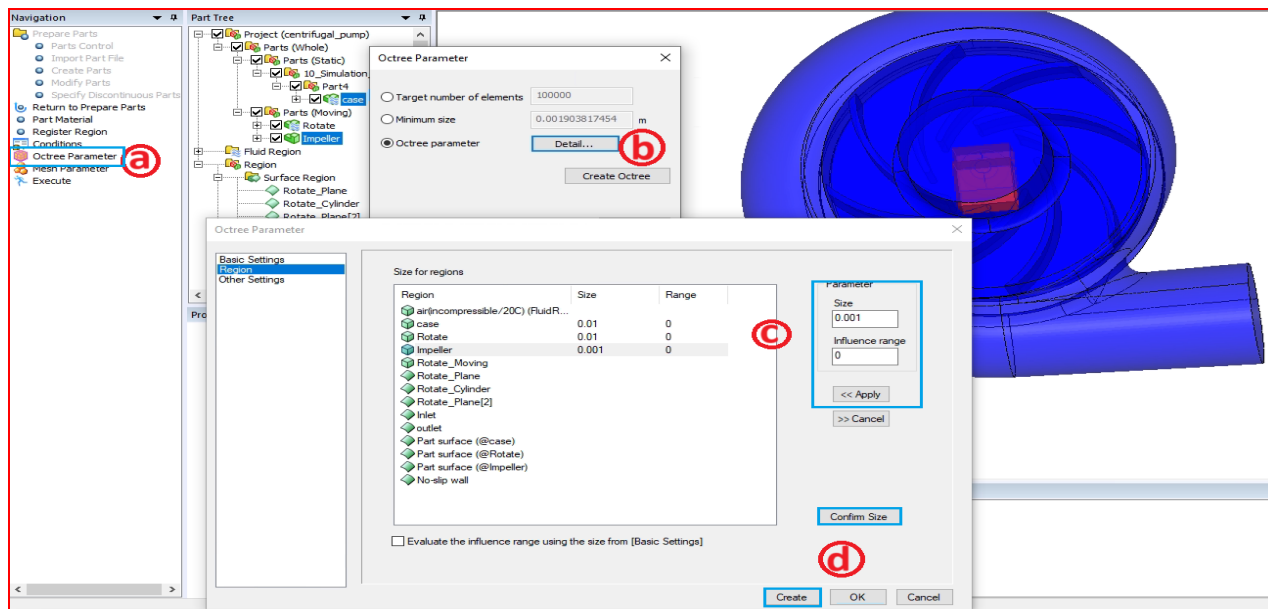 Navigation
Prepare Parts
Parts Control
Import Part File
Create Parts
Modify Parts
Specify Discontinuous Parts
Return to Prepare Parts
Part Material
Register Region
Conditions
Octree Parameter
Mesh Parameter
Execute
a
Part Tree
Project (centrifugal_pump)
Parts (Whole)
Parts (Static)
10_Simulation_
Part4
case
Parts (Moving)
Rotate
Impeller
Fluid Region
Region
Surface Region
Rotate_Plane
Rotate_Cylinder
Rotate_Plane[2]
Pro
Octree Parameter
Target number of elements 100000
Minimum size 0.001903817454 m
Octree parameter Detail...
b
Create Octree
Octree Parameter
Basic Settings
Region
Other Settings
Size for regions
Region Size Range
air(incompressible/20C) (FluidR...
case 0.01 0
Rotate 0.01 0
Impeller 0.001 0
Rotate_Moving
Rotate_Plane
Rotate_Cylinder
Rotate_Plane[2]
Inlet
outlet
Part surface (@case)
Part surface (@Rotate)
Part surface (@Impeller)
No-slip wall
Evaluate the influence range using the size from [Basic Settings]
c
Parameter
Size
0.001
Influence range
0
<< Apply
>> Cancel
Confirm Size
d
Create OK Cancel